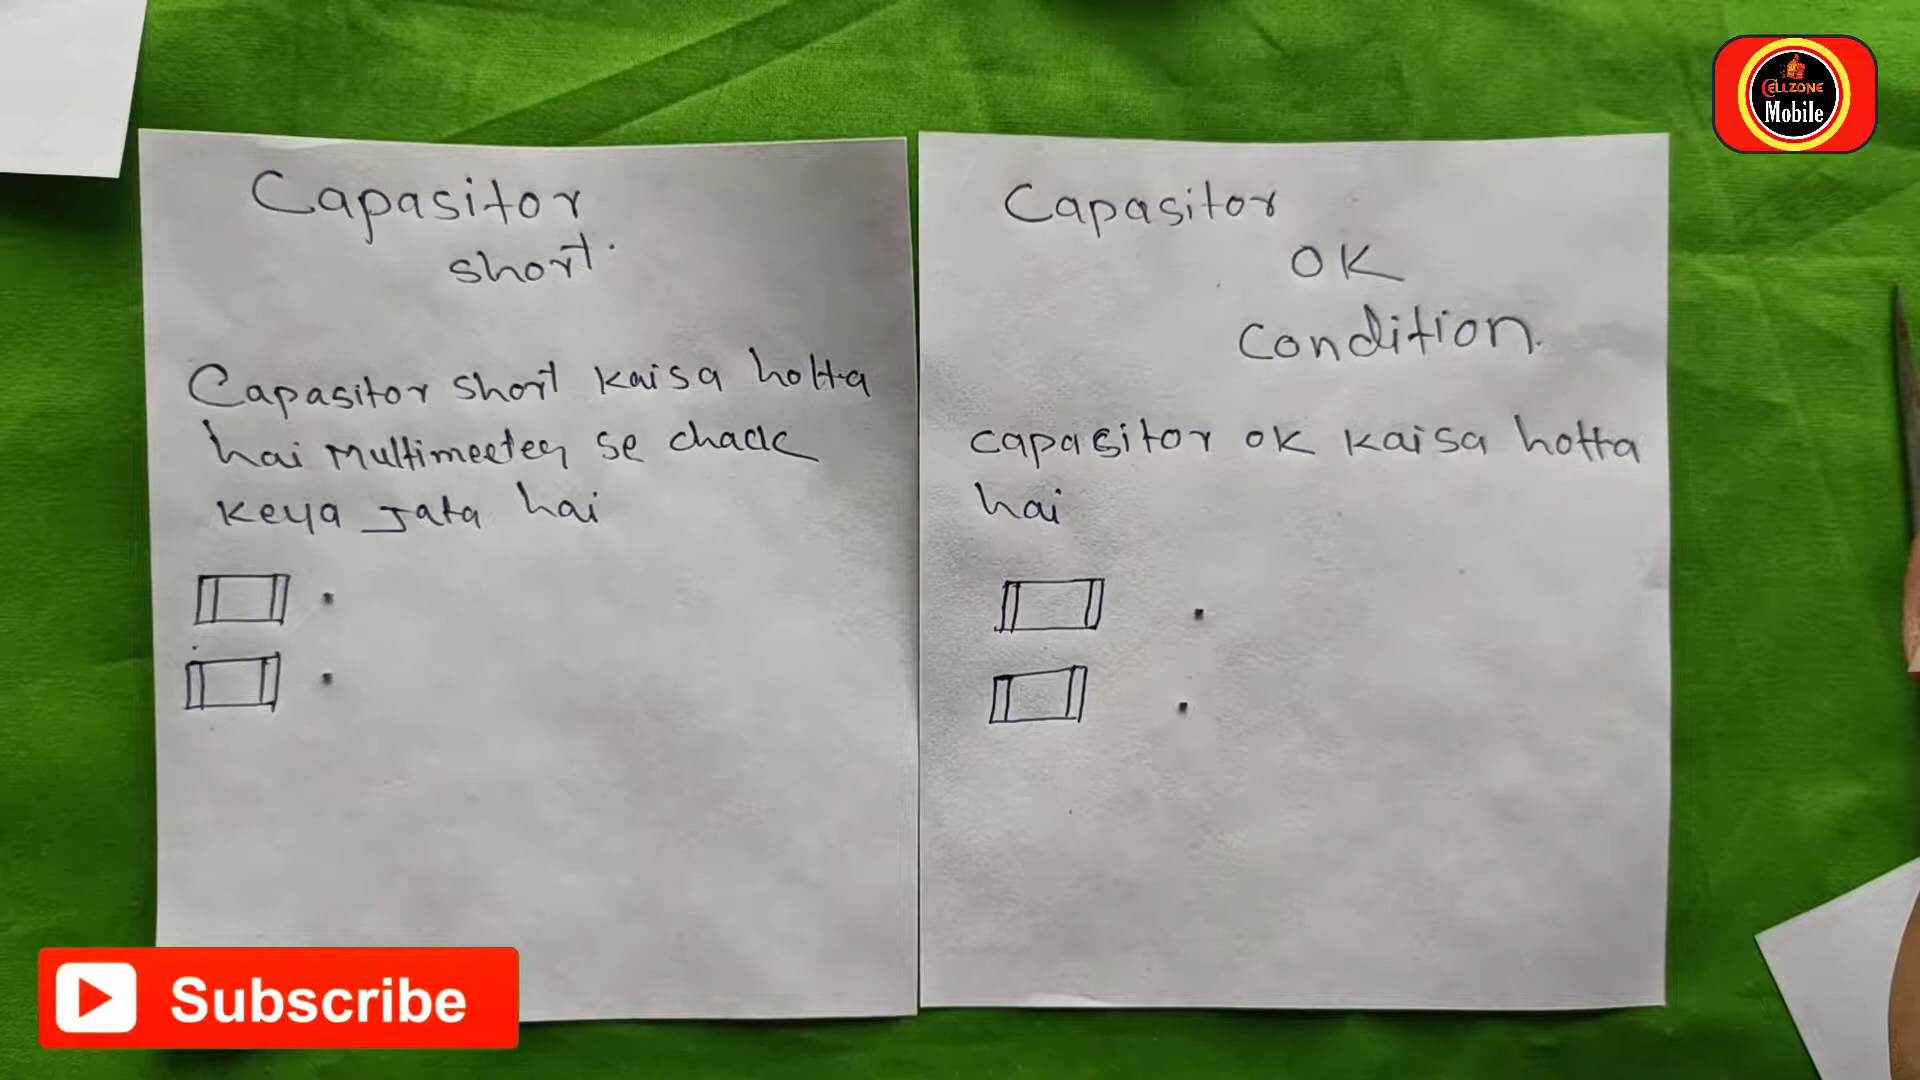 Capasitor
short.
Capasitor short kaisa hotta
hai Multimeeter se chack
keya Jata hai
Capasitor
OK
Condition.
capasitor ok kaisa hotta
hai
CELLZONE
Mobile
Subscribe